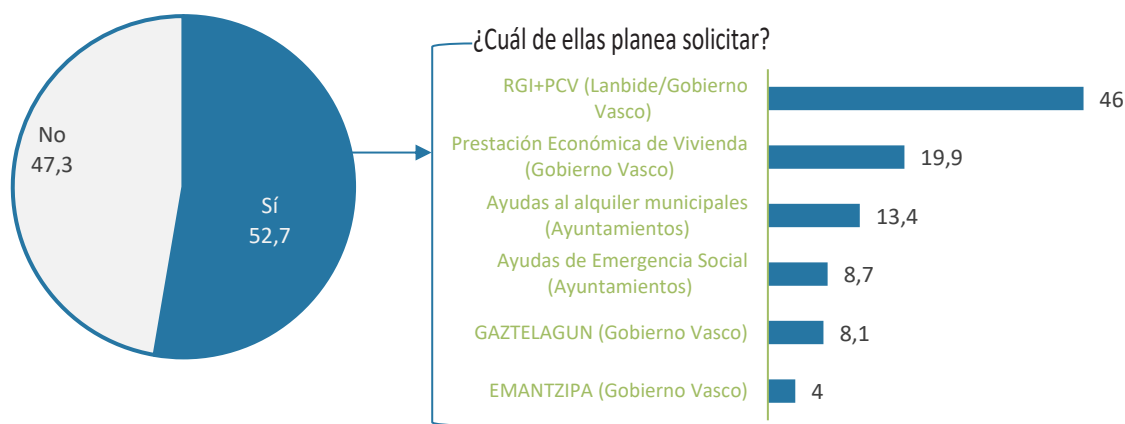 No
47,3
Sí
52,7
¿Cuál de ellas planea solicitar?
RGI+PCV (Lanbide/Gobierno
Vasco)
46
Prestación Económica de Vivienda
(Gobierno Vasco)
19,9
Ayudas al alquiler municipales
(Ayuntamientos)
13,4
Ayudas de Emergencia Social
(Ayuntamientos)
8,7
GAZTELAGUN (Gobierno Vasco)
8,1
EMANTZIPA (Gobierno Vasco)
4